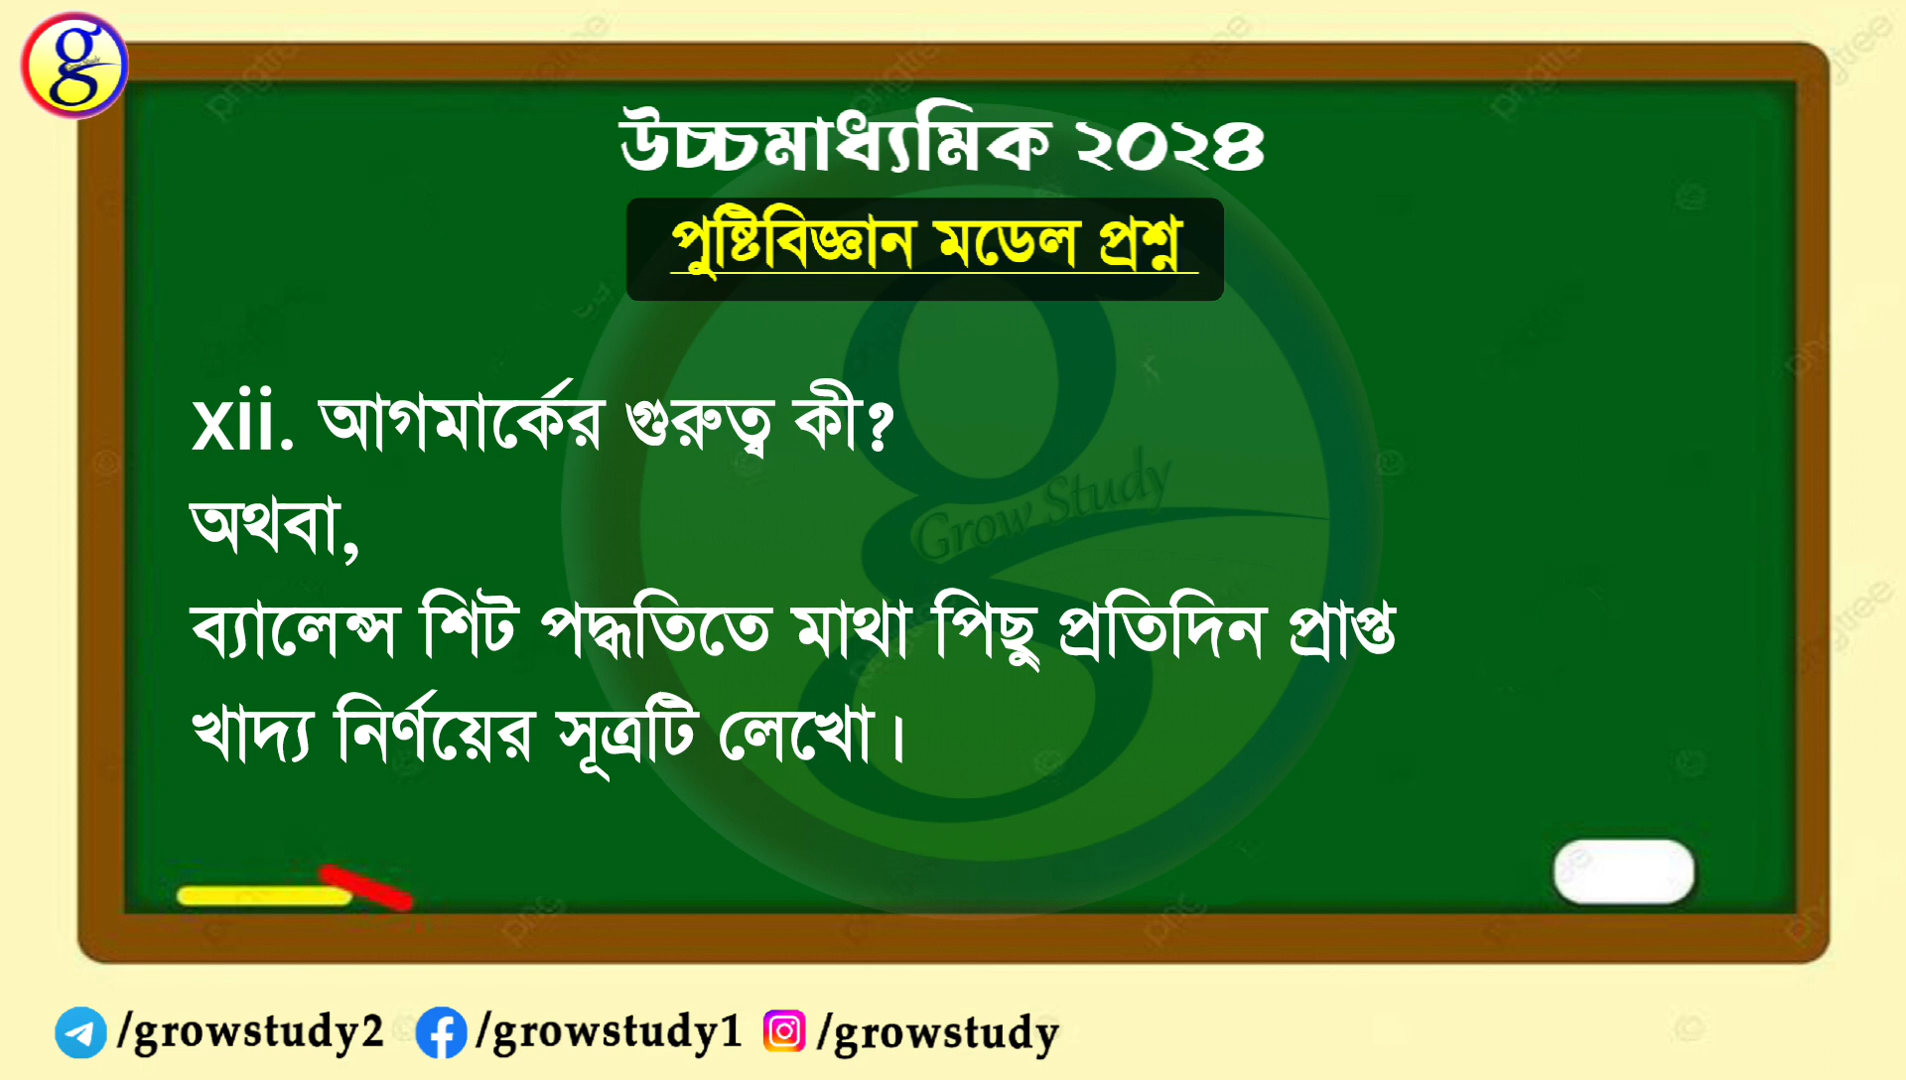 উচ্চমাধ্যমিক ২০২৪
পুষ্টিবিজ্ঞান মডেল প্রশ্ন
xii. আগমার্কের গুরুত্ব কী?
অথবা,
ব্যালেন্স শিট পদ্ধতিতে মাথা পিছু প্রতিদিন প্রাপ্ত
খাদ্য নির্ণয়ের সূত্রটি লেখো।
g
Grow Study
/growstudy2 /growstudy1 /growstudy